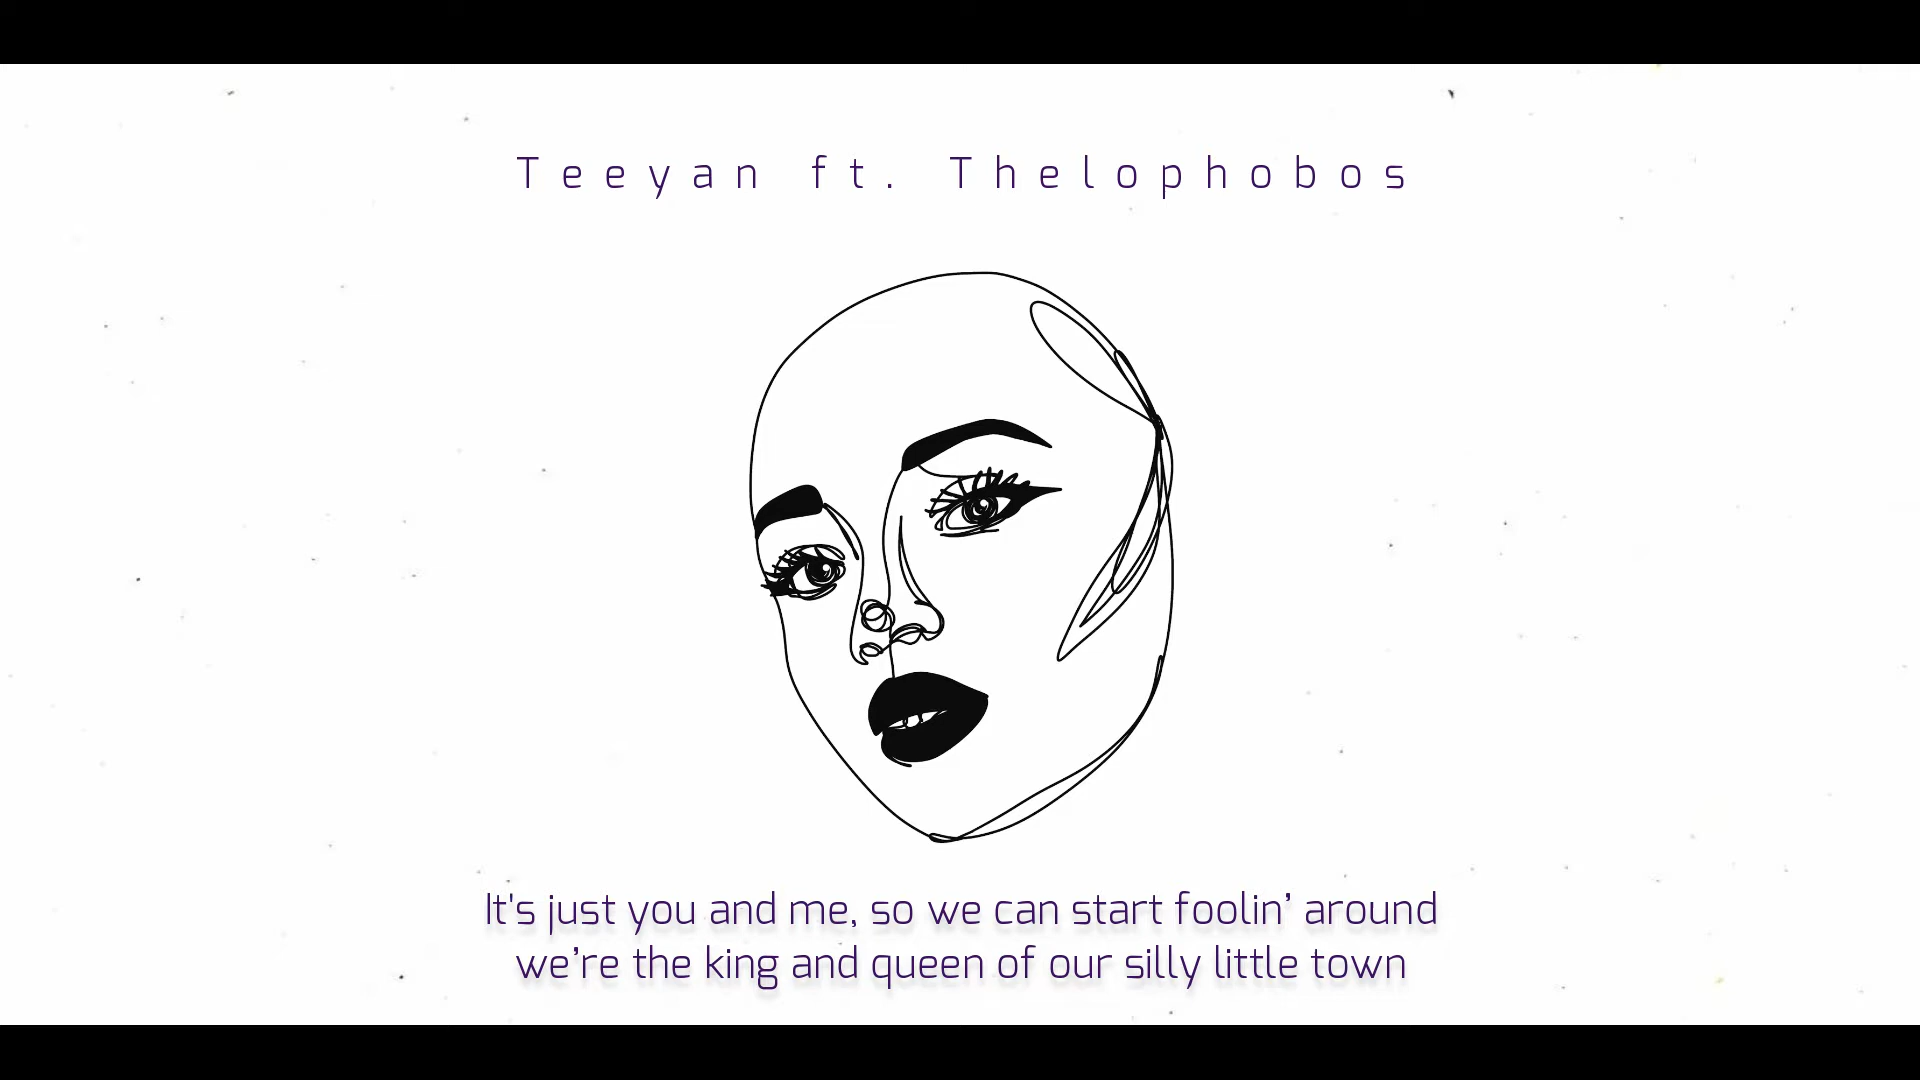 Teeyan ft. Thelophobos
It's just you and me, so we can start foolin’ around
we’re the king and queen of our silly little town